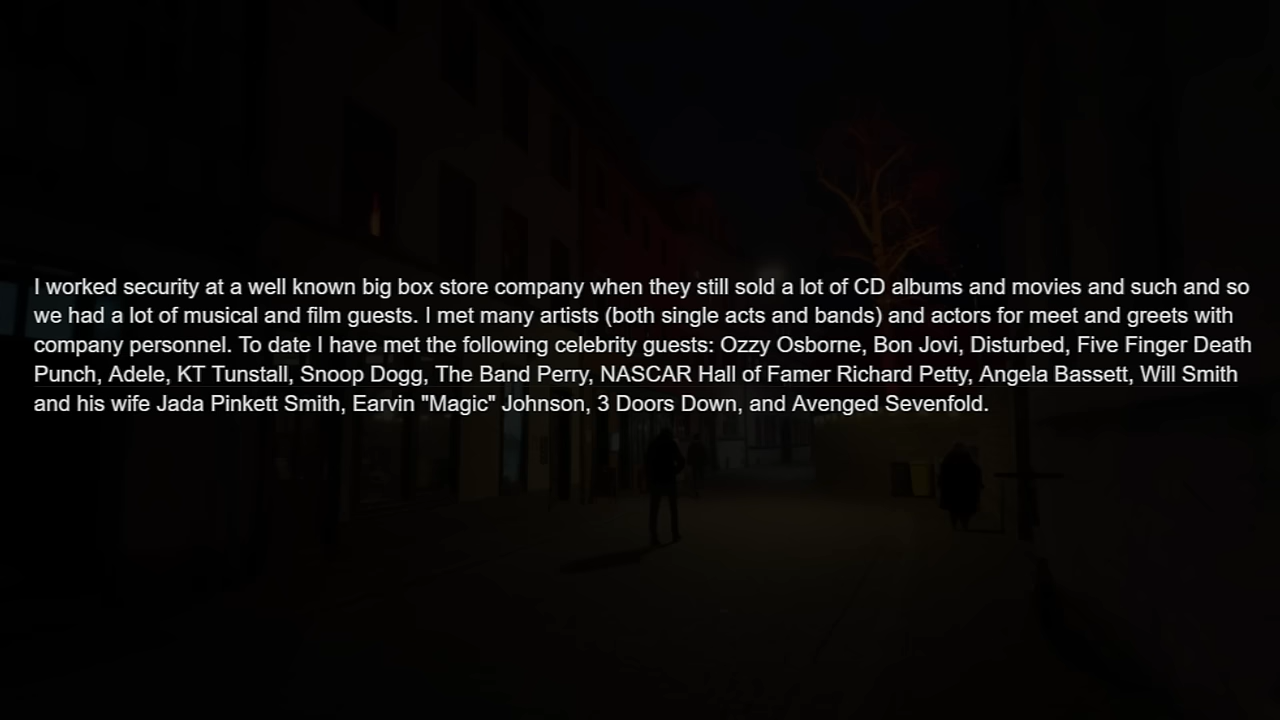 I worked security at a well known big box store company when they still sold a lot of CD albums and movies and such and so
we had a lot of musical and film guests. I met many artists (both single acts and bands) and actors for meet and greets with
company personnel. To date I have met the following celebrity guests: Ozzy Osborne, Bon Jovi, Disturbed, Five Finger Death
Punch, Adele, KT Tunstall, Snoop Dogg, The Band Perry, NASCAR Hall of Famer Richard Petty, Angela Bassett, Will Smith
and his wife Jada Pinkett Smith, Earvin "Magic" Johnson, 3 Doors Down, and Avenged Sevenfold.